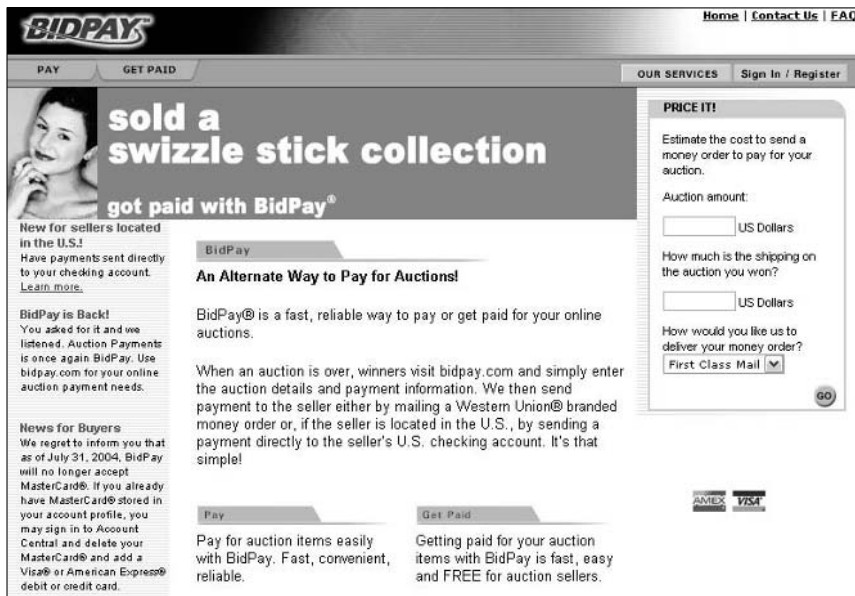 BIDPAY®
Home | Contact Us | FAQ
PAY
GET PAID
OUR SERVICES
Sign In / Register
sold a
swizzle stick collection
got paid with BidPay®
New for sellers located
in the U.S.!
Have payments sent directly
to your checking account.
Learn more.
BidPay is Back!
You asked for it and we
listened. Auction Payments
is once again BidPay. Use
bidpay.com for your online
auction payment needs.
News for Buyers
We regret to inform you that
as of July 31, 2004, BidPay
will no longer accept
MasterCard®. If you already
have MasterCard® stored in
your account profile, you
may sign in to Account
Central and delete your
MasterCard® and add a
Visa® or American Express®
debit or credit card.
BidPay
An Alternate Way to Pay for Auctions!
BidPay® is a fast, reliable way to pay or get paid for your online
auctions.
When an auction is over, winners visit bidpay.com and simply enter
the auction details and payment information. We then send
payment to the seller either by mailing a Western Union® branded
money order or, if the seller is located in the U.S., by sending a
payment directly to the seller's U.S. checking account. It's that
simple!
Pay
Pay for auction items easily
with BidPay. Fast, convenient,
reliable.
Get Paid
Getting paid for your auction
items with BidPay is fast, easy
and FREE for auction sellers.
PRICE IT!
Estimate the cost to send a
money order to pay for your
auction.
Auction amount:
US Dollars
How much is the shipping on
the auction you won?
US Dollars
How would you like us to
deliver your money order?
First Class Mail
GO
AMEX VISA